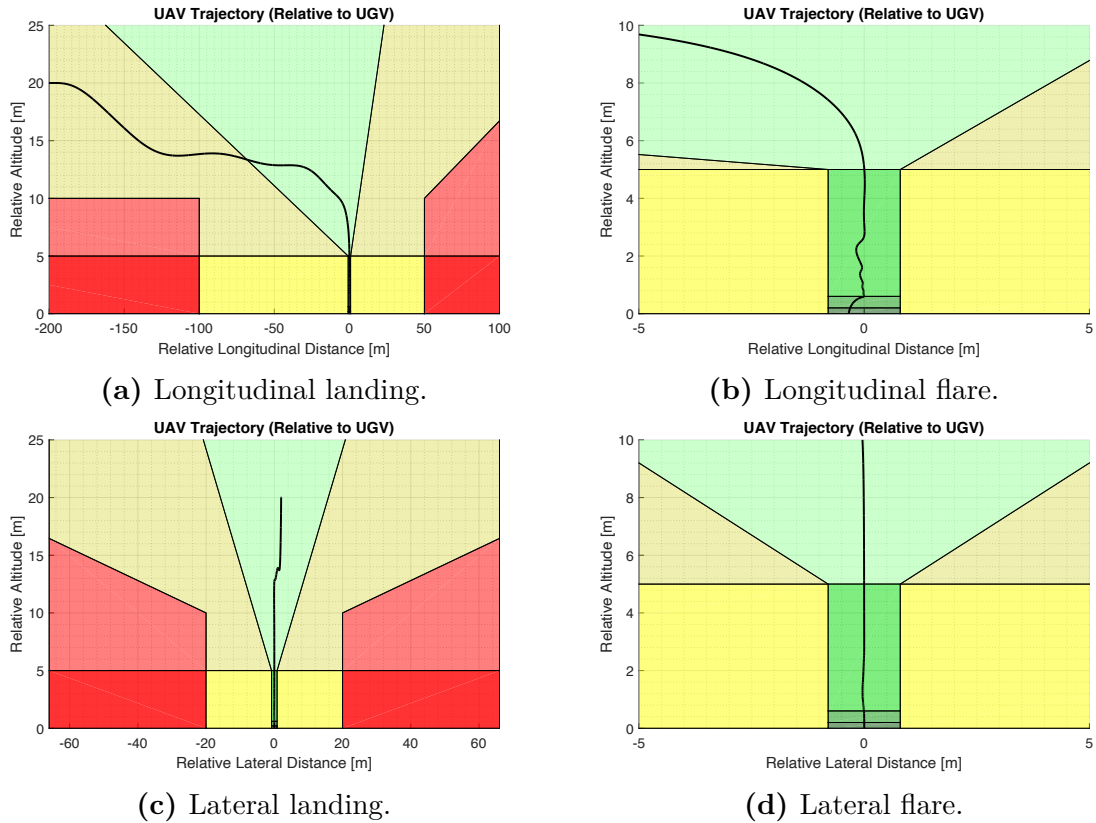 UAV Trajectory (Relative to UGV)
25
20
15
10
5
0
Relative Altitude [m]
-200 -150 -100 -50 0 50 100
Relative Longitudinal Distance [m]
(a) Longitudinal landing.
UAV Trajectory (Relative to UGV)
10
8
6
4
2
0
Relative Altitude [m]
-5 0 5
Relative Longitudinal Distance [m]
(b) Longitudinal flare.
UAV Trajectory (Relative to UGV)
25
20
15
10
5
0
Relative Altitude [m]
-60 -40 -20 0 20 40 60
Relative Lateral Distance [m]
(c) Lateral landing.
UAV Trajectory (Relative to UGV)
10
8
6
4
2
0
Relative Altitude [m]
-5 0 5
Relative Lateral Distance [m]
(d) Lateral flare.